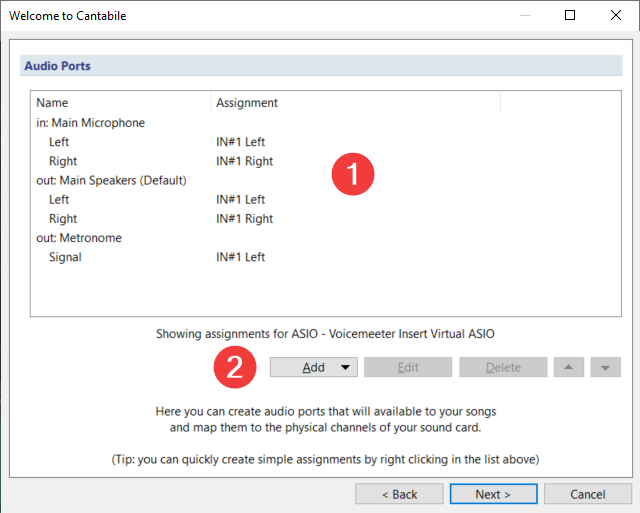 Welcome to Cantabile
Audio Ports
Name Assignment
in: Main Microphone
Left IN#1 Left
Right IN#1 Right
1
out: Main Speakers (Default)
Left IN#1 Left
Right IN#1 Right
out: Metronome
Signal IN#1 Left
Showing assignments for ASIO - Voicemeeter Insert Virtual ASIO
2 Add Edit Delete
Here you can create audio ports that will available to your songs
and map them to the physical channels of your sound card.
(Tip: you can quickly create simple assignments by right clicking in the list above)
< Back Next > Cancel